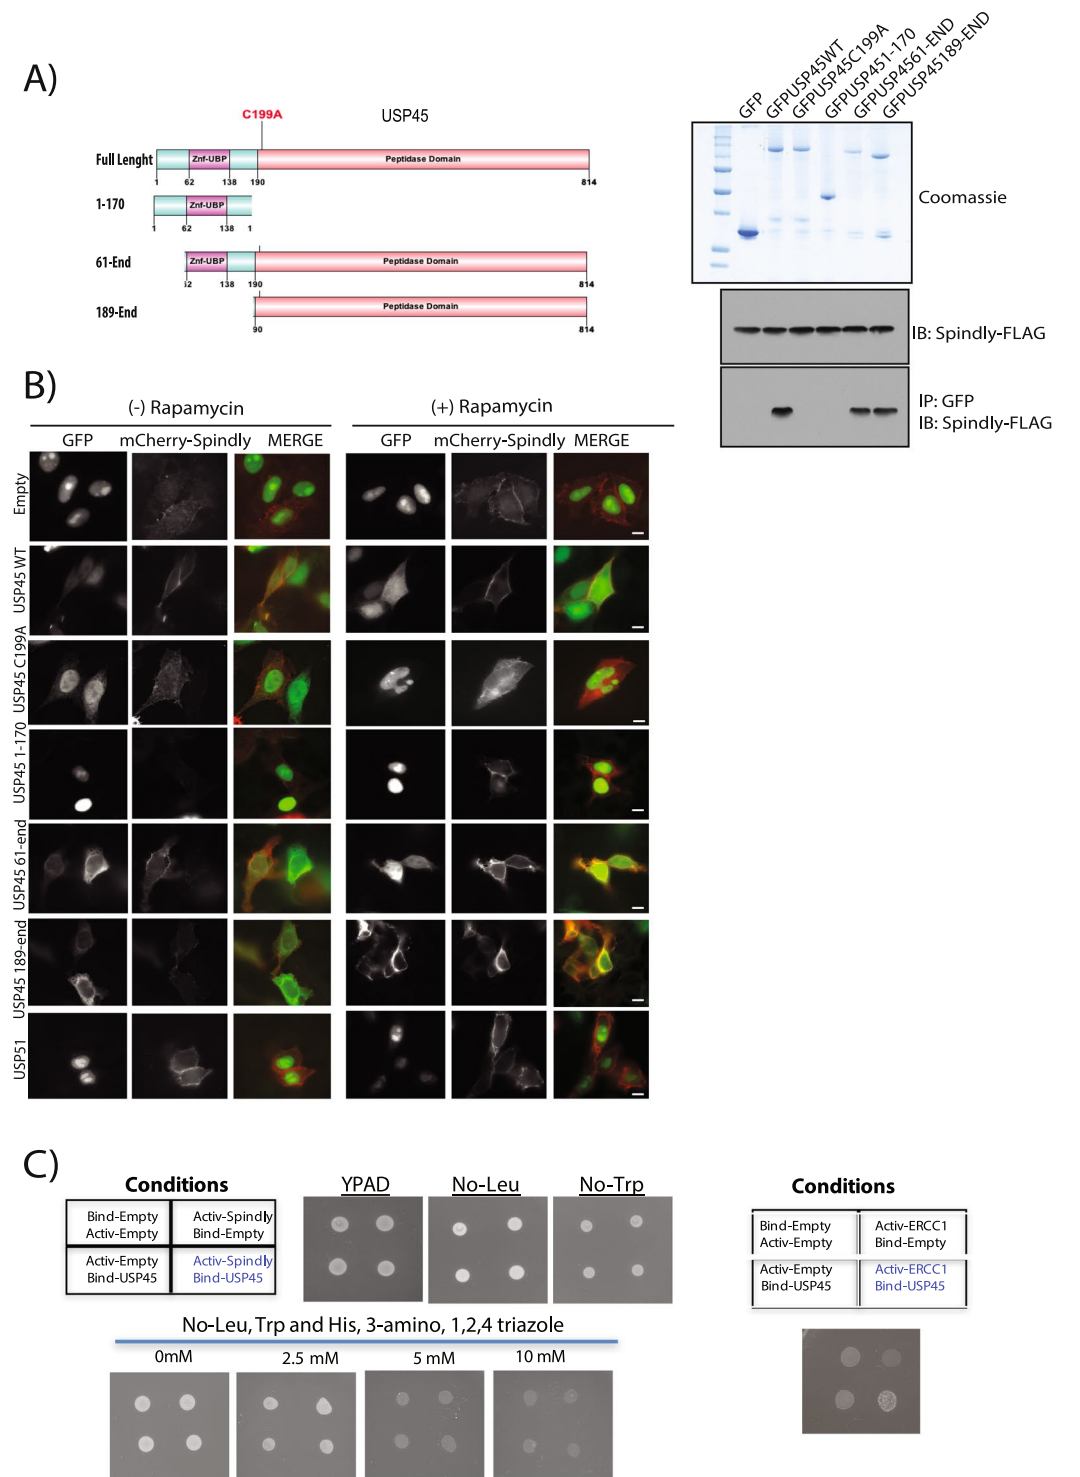 A)
C199A
USP45
Full Lenght
Znf-UBP
Peptidase Domain
1 62 138 190 814
1-170
Znf-UBP
1 62 138 1
61-End
Znf-UBP
Peptidase Domain
138 190 814
189-End
Peptidase Domain
90 814
GFP
GFPUSP45WT
GFPUSP45C199A
GFPUSP451-170
GFPUSP4561-END
GFPUSP45189-END
Coomassie
IB: Spindly-FLAG
IP: GFP
IB: Spindly-FLAG
B)
(-) Rapamycin
(+) Rapamycin
GFP mCherry-Spindly MERGE
GFP mCherry-Spindly MERGE
Empty
USP45 WT
USP45 C199A
USP45 1-170
USP45 61-end
USP45 189-end
USP51
C)
Conditions
Bind-Empty
Activ-Empty
Activ-Spindly
Bind-Empty
Activ-Empty
Bind-USP45
Activ-Spindly
Bind-USP45
YPAD
No-Leu
No-Trp
No-Leu, Trp and His, 3-amino, 1,2,4 triazole
0mM 2.5 mM 5 mM 10 mM
Conditions
Bind-Empty
Activ-Empty
Activ-ERCC1
Bind-Empty
Activ-Empty
Bind-USP45
Activ-ERCC1
Bind-USP45